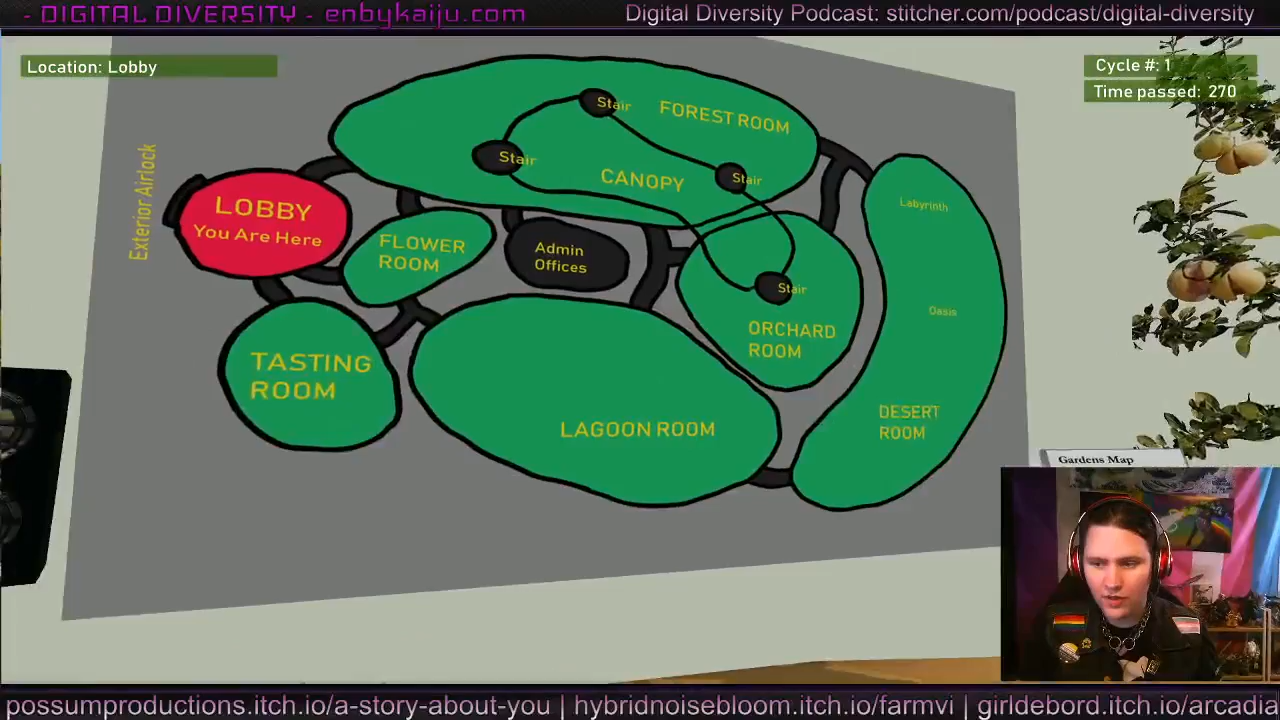 - DIGITAL DIVERSITY - enbykaiju.com
Digital Diversity Podcast: stitcher.com/podcast/digital-diversity
Location: Lobby
Cycle #: 1
Time passed: 270
Exterior Airlock
LOBBY
You Are Here
Stair
FOREST ROOM
Stair
CANOPY
Stair
FLOWER
ROOM
Admin
Offices
Stair
ORCHARD
ROOM
Labyrinth
Oasis
DESERT
ROOM
TASTING
ROOM
LAGOON ROOM
Gardens Map
possumproductions.itch.io/a-story-about-you | hybridnoisebloom.itch.io/farmvi | girldebord.itch.io/arcadia